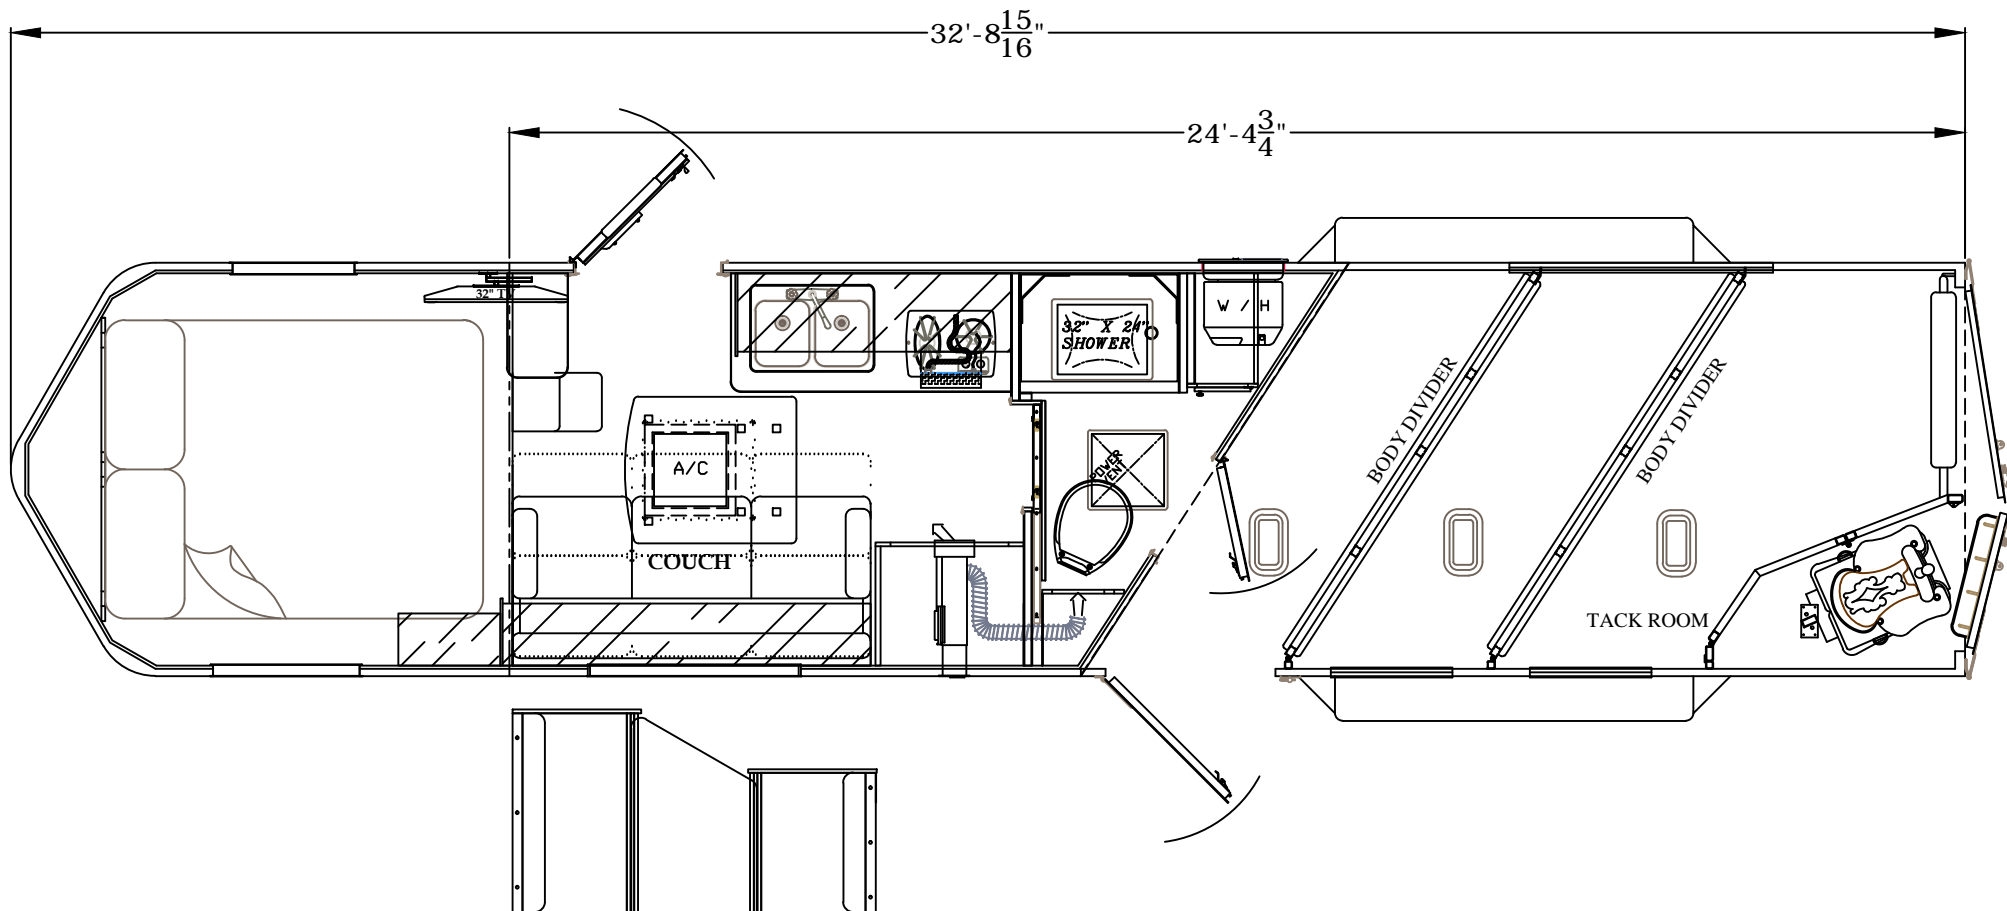 32'-8 15/16"
24'-4 3/4"
32" TV
W / H
32" X 24"
SHOWER
BODY DIVIDER
BODY DIVIDER
A/C
POWER
VENT
COUCH
TACK ROOM